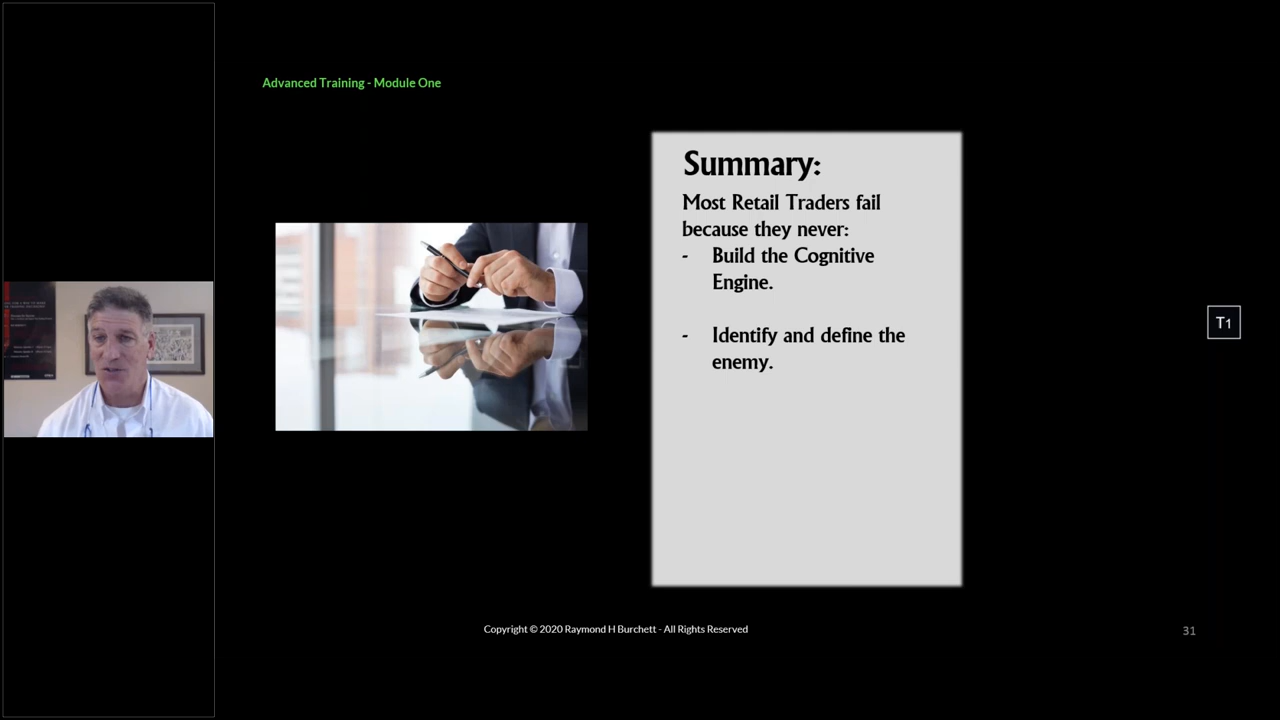 Advanced Training - Module One
Summary:
Most Retail Traders fail
because they never:
- Build the Cognitive
Engine.
- Identify and define the
enemy.
T1
Copyright © 2020 Raymond H Burchett - All Rights Reserved
31